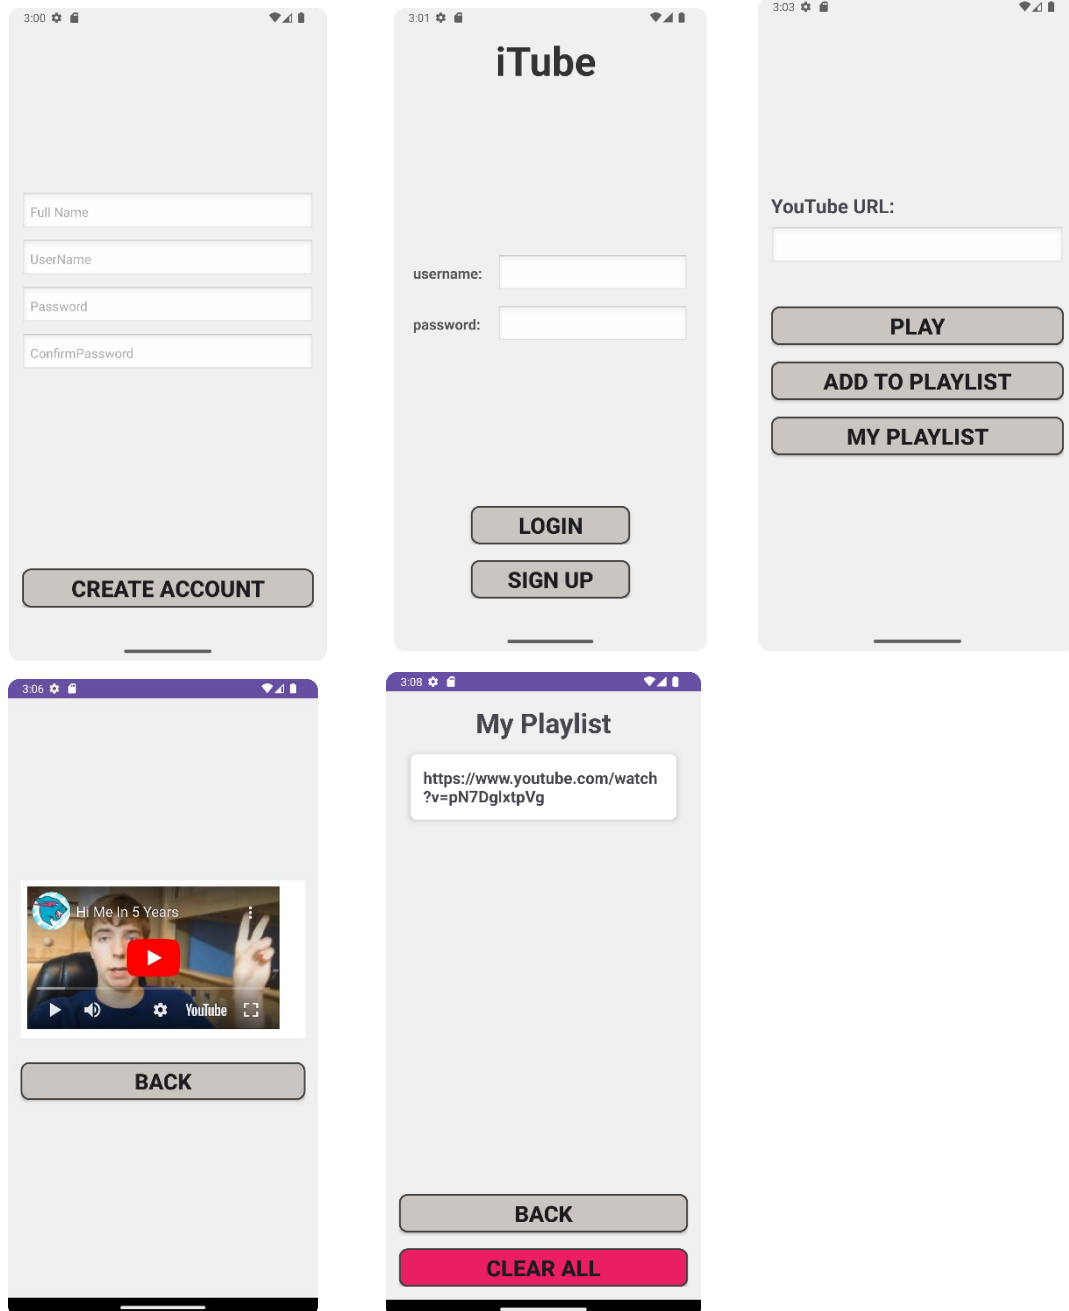 3:00
Full Name
UserName
Password
ConfirmPassword
CREATE ACCOUNT
3:01
iTube
username:
password:
LOGIN
SIGN UP
3:03
YouTube URL:
PLAY
ADD TO PLAYLIST
MY PLAYLIST
3:06
Hi Me In 5 Years
YouTube
BACK
3:08
My Playlist
https://www.youtube.com/watch
?v=pN7DglxtpVg
BACK
CLEAR ALL